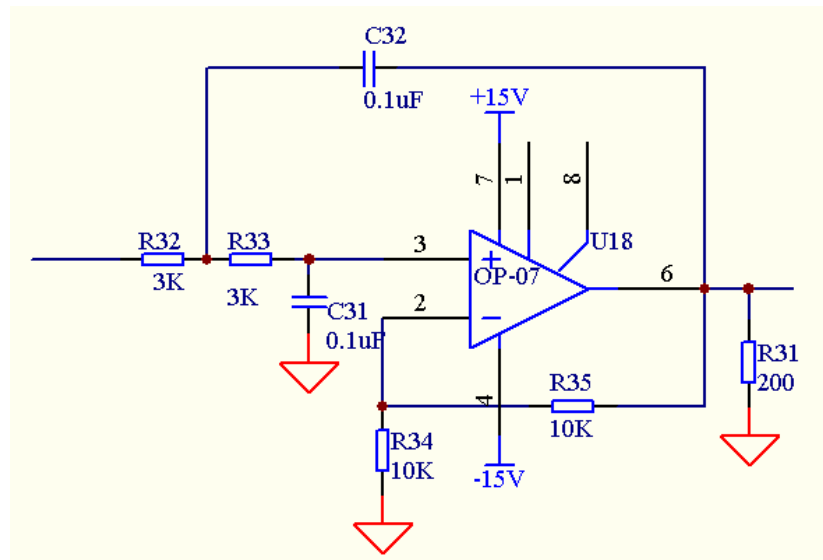 C32
0.1uF
+15V
7
1
8
R32
R33
3
U18
3K
3K
OP-07
6
C31
2
0.1uF
R31
200
R35
4
10K
R34
10K
-15V